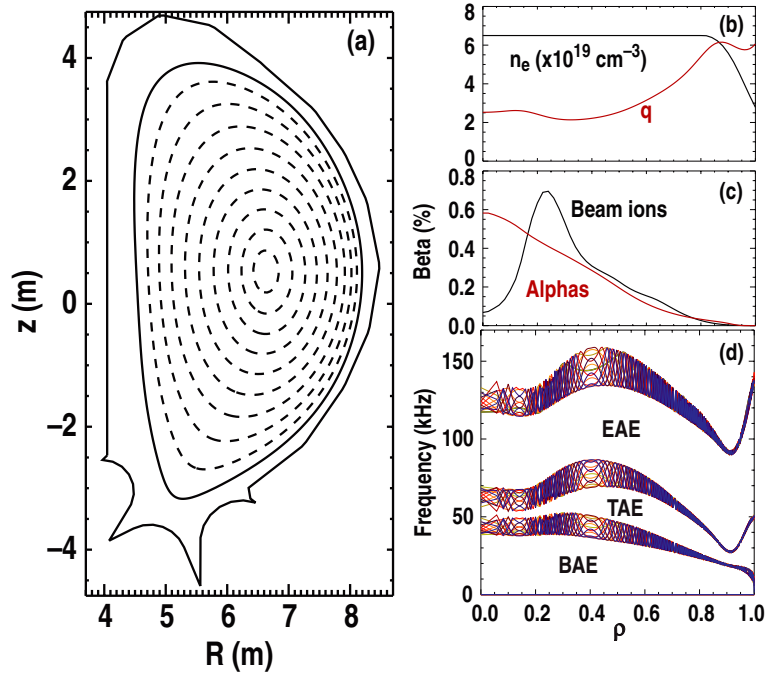 (a)
4
2
0
−2
−4
z (m)
4 5 6 7 8
R (m)
(b)
8
6
4
2
0
n_e (x10^19 cm^−3)
q
(c)
0.8
0.6
0.4
0.2
0.0
Beta (%)
Beam ions
Alphas
(d)
150
100
50
0
Frequency (kHz)
EAE
TAE
BAE
0.0 0.2 0.4 0.6 0.8 1.0
ρ